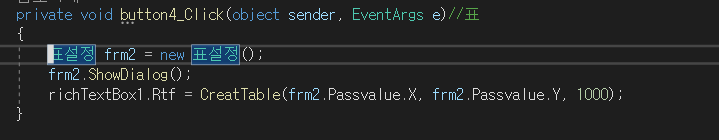 private void button4_Click(object sender, EventArgs e)//표
{
표설정 frm2 = new 표설정();
frm2.ShowDialog();
richTextBox1.Rtf = CreatTable(frm2.Passvalue.X, frm2.Passvalue.Y, 1000);
}